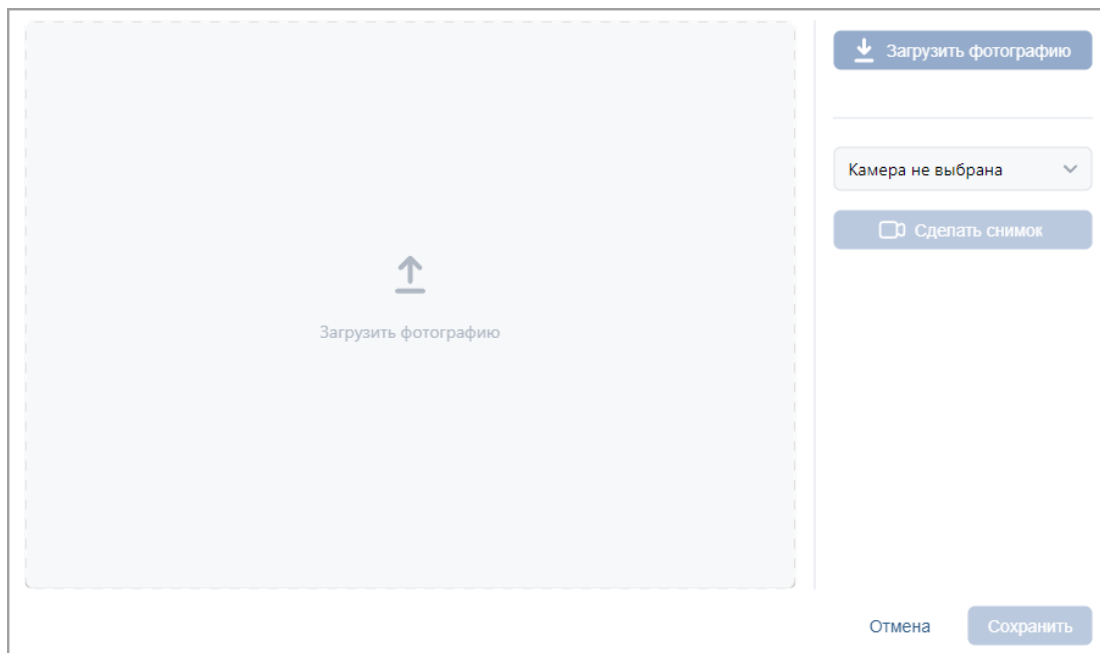 Загрузить фотографию
Загрузить фотографию
Камера не выбрана
Сделать снимок
Отмена
Сохранить